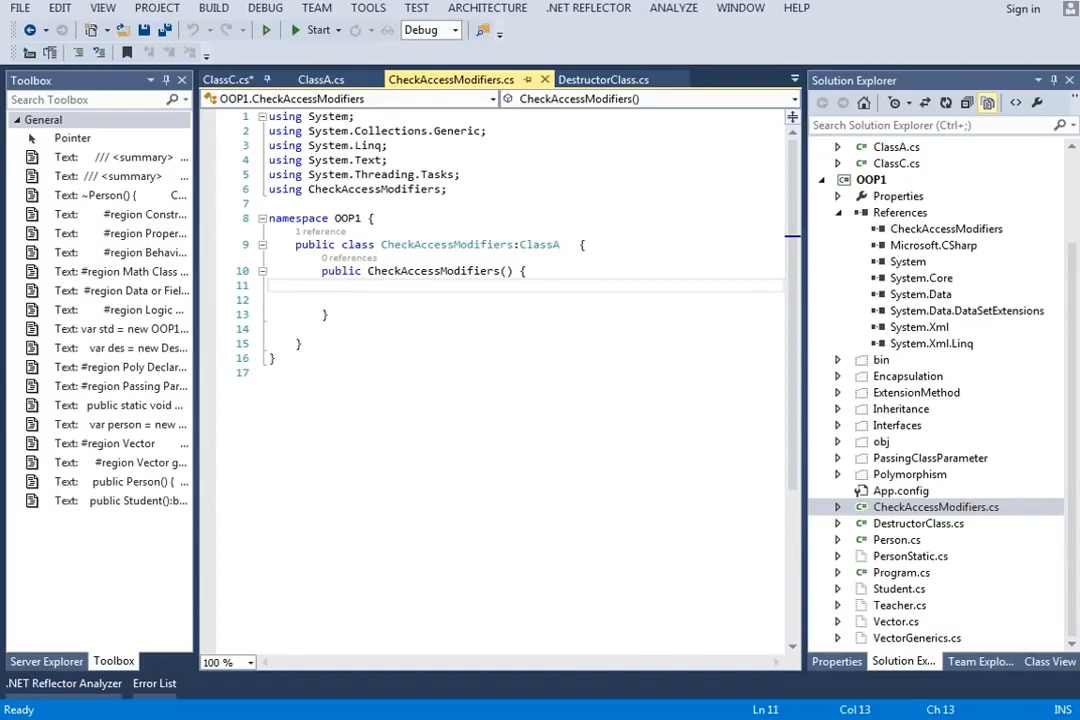 FILE EDIT VIEW PROJECT BUILD DEBUG TEAM TOOLS TEST ARCHITECTURE .NET REFLECTOR ANALYZE WINDOW HELP Sign in
Start Debug
Toolbox
Search Toolbox
General
Pointer
Text: /// <summary> ...
Text: /// <summary> ...
Text: ~Person() { C...
Text: #region Constr...
Text: #region Proper...
Text: #region Behavi...
Text: #region Math Class ...
Text: #region Data or Fiel...
Text: #region Logic ...
Text: var std = new OOP1...
Text: var des = new Des...
Text: #region Poly Declar...
Text: #region Passing Par...
Text: public static void ...
Text: var person = new ...
Text: #region Vector ...
Text: #region Vector g...
Text: public Person() { ...
Text: public Student():b...
Server Explorer Toolbox
.NET Reflector Analyzer Error List
ClassC.cs* ClassA.cs CheckAccessModifiers.cs DestructorClass.cs
OOP1.CheckAccessModifiers CheckAccessModifiers()
1 using System;
2 using System.Collections.Generic;
3 using System.Linq;
4 using System.Text;
5 using System.Threading.Tasks;
6 using CheckAccessModifiers;
7
8 namespace OOP1 {
1 reference
9 public class CheckAccessModifiers:ClassA {
0 references
10 public CheckAccessModifiers() {
11
12
13 }
14
15 }
16 }
17
100 %
Solution Explorer
Search Solution Explorer (Ctrl+;)
ClassA.cs
ClassC.cs
OOP1
Properties
References
CheckAccessModifiers
Microsoft.CSharp
System
System.Core
System.Data
System.Data.DataSetExtensions
System.Xml
System.Xml.Linq
bin
Encapsulation
ExtensionMethod
Inheritance
Interfaces
obj
PassingClassParameter
Polymorphism
App.config
CheckAccessModifiers.cs
DestructorClass.cs
Person.cs
PersonStatic.cs
Program.cs
Student.cs
Teacher.cs
Vector.cs
VectorGenerics.cs
Properties Solution Ex... Team Explo... Class View
Ready Ln 11 Col 13 Ch 13 INS